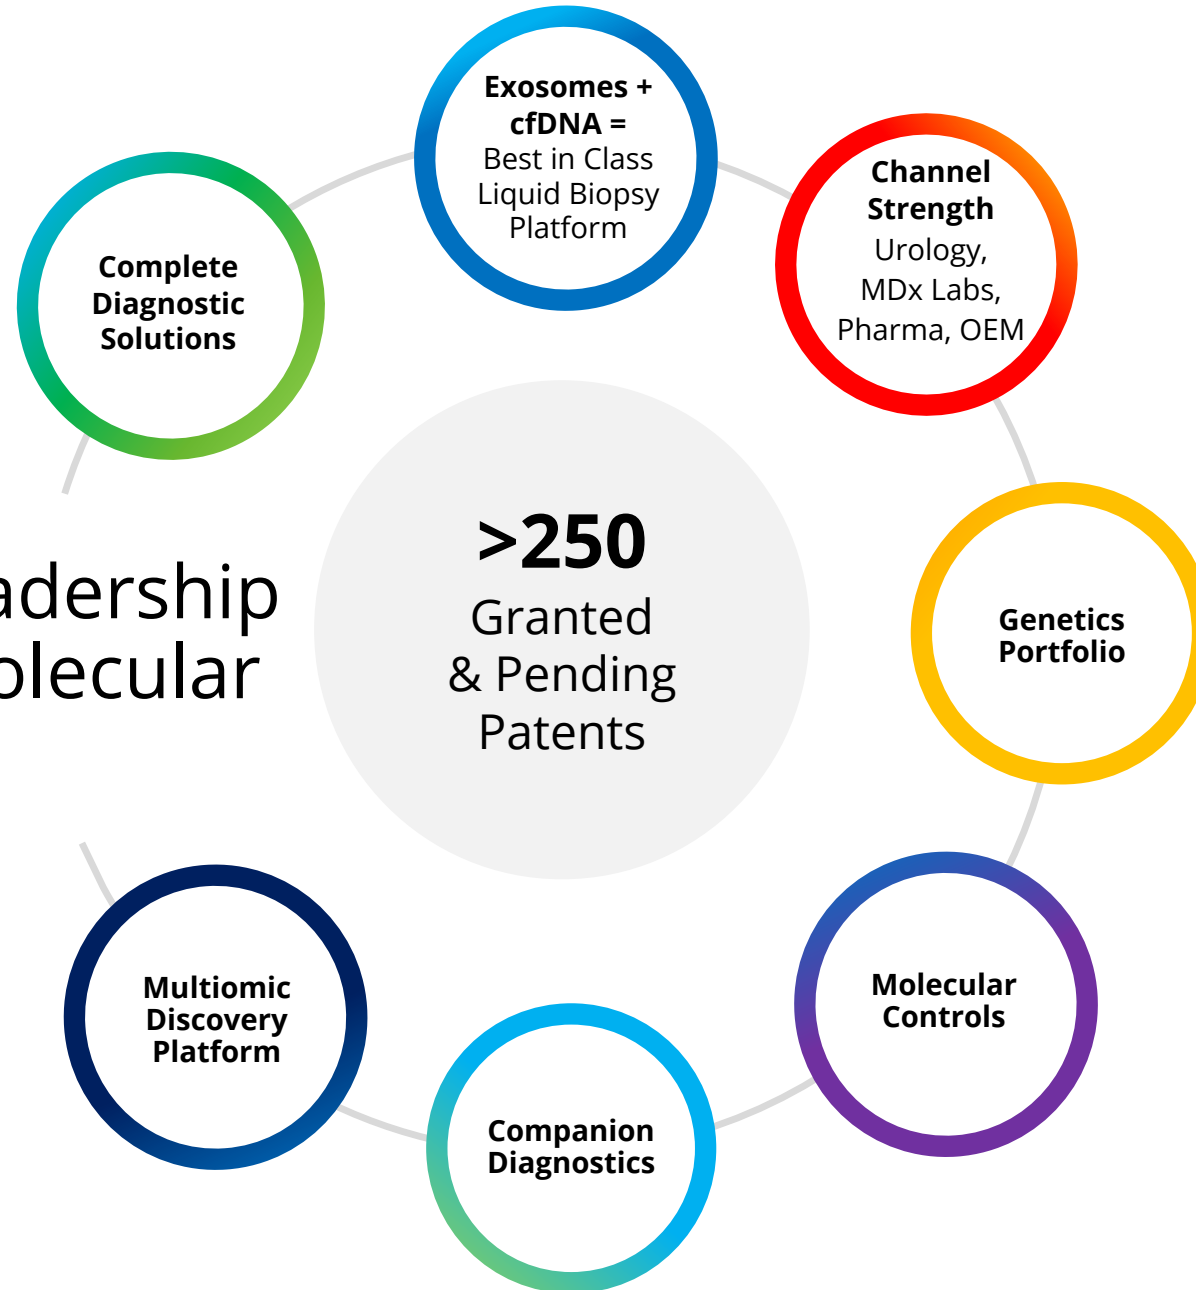 Exosomes +
cfDNA =
Best in Class
Liquid Biopsy
Platform
Channel
Strength
Urology,
MDx Labs,
Pharma, OEM
Complete
Diagnostic
Solutions
>250
Granted
& Pending
Patents
adership
olecular
Genetics
Portfolio
Molecular
Controls
Multiomic
Discovery
Platform
Companion
Diagnostics